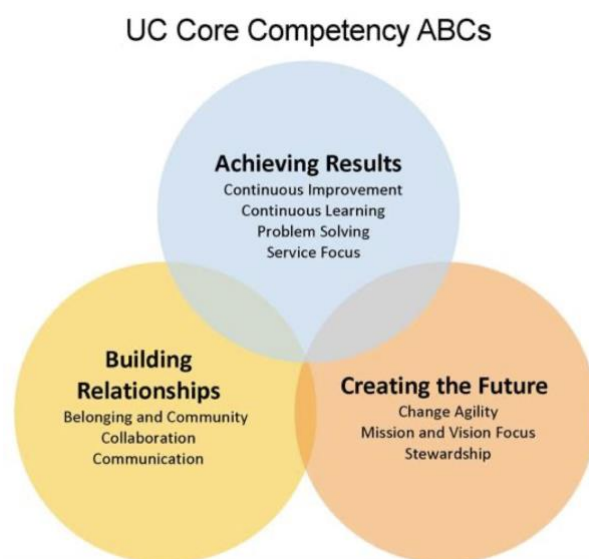 UC Core Competency ABCs
Achieving Results
Continuous Improvement
Continuous Learning
Problem Solving
Service Focus
Building
Relationships
Belonging and Community
Collaboration
Communication
Creating the Future
Change Agility
Mission and Vision Focus
Stewardship